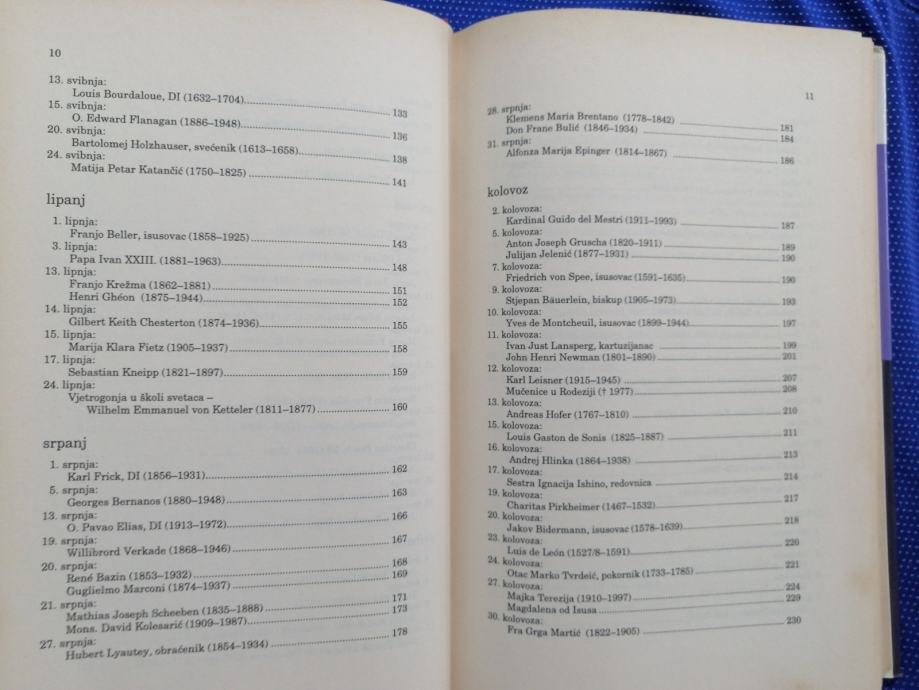 10
13. svibnja:
Louis Bourdaloue, DI (1632–1704) 133
15. svibnja:
O. Edward Flanagan (1886–1948) 136
20. svibnja:
Bartolomej Holzhauser, svećenik (1613–1658) 138
24. svibnja:
Matija Petar Katančić (1750–1825) 141
lipanj
1. lipnja:
Franjo Beller, isusovac (1858–1925) 143
3. lipnja:
Papa Ivan XXIII. (1881–1963) 148
13. lipnja:
Franjo Krežma (1862–1881) 151
Henri Ghéon (1875–1944) 152
14. lipnja:
Gilbert Keith Chesterton (1874–1936) 155
15. lipnja:
Marija Klara Fietz (1905–1937) 158
17. lipnja:
Sebastian Kneipp (1821–1897) 159
24. lipnja:
Vjetrogonja u školi svetaca –
Wilhelm Emmanuel von Ketteler (1811–1877) 160
srpanj
1. srpnja:
Karl Frick, DI (1856–1931) 162
5. srpnja:
Georges Bernanos (1880–1948) 163
13. srpnja:
O. Pavao Elias, DI (1913–1972) 166
19. srpnja:
Willibrord Verkade (1868–1946) 167
20. srpnja:
René Bazin (1853–1932) 168
Guglielmo Marconi (1874–1937) 169
21. srpnja:
Mathias Joseph Scheeben (1835–1888) 171
Mons. David Kolesarić (1909–1987) 173
27. srpnja:
Hubert Lyautey, obraćenik (1854–1934) 178
11
28. srpnja:
Klemens Maria Brentano (1778–1842) 181
Don Frane Bulić (1846–1934) 184
31. srpnja:
Alfonza Marija Epinger (1814–1867) 186
kolovoz
2. kolovoza:
Kardinal Guido del Mestri (1911–1993) 187
5. kolovoza:
Anton Joseph Gruscha (1820–1911) 189
Julijan Jelenić (1877–1931) 190
7. kolovoza:
Friedrich von Spee, isusovac (1591–1635) 190
9. kolovoza:
Stjepan Bäuerlein, biskup (1905–1973) 193
10. kolovoza:
Yves de Montcheuil, isusovac (1899–1944) 197
11. kolovoza:
Ivan Just Lansperg, kartuzijanac 199
John Henri Newman (1801–1890) 201
12. kolovoza:
Karl Leisner (1915–1945) 207
Mučenice u Rodeziji († 1977) 208
13. kolovoza:
Andreas Hofer (1767–1810) 210
15. kolovoza:
Louis Gaston de Sonis (1825–1887) 211
16. kolovoza:
Andrej Hlinka (1864–1938) 213
17. kolovoza:
Sestra Ignacija Ishino, redovnica 214
19. kolovoza:
Charitas Pirkheimer (1467–1532) 217
20. kolovoza:
Jakov Bidermann, isusovac (1578–1639) 218
23. kolovoza:
Luis de León (1527/8–1591) 220
24. kolovoza:
Otac Marko Tvrdeić, pokornik (1733–1785) 221
27. kolovoza:
Majka Terezija (1910–1997) 224
Magdalena od Isusa 229
30. kolovoza:
Fra Grga Martić (1822–1905) 230